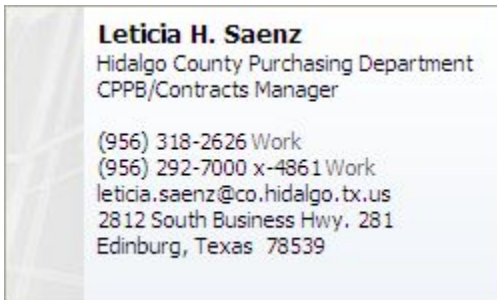 Leticia H. Saenz
Hidalgo County Purchasing Department
CPPB/Contracts Manager
(956) 318-2626 Work
(956) 292-7000 x-4861 Work
leticia.saenz@co.hidalgo.tx.us
2812 South Business Hwy. 281
Edinburg, Texas  78539